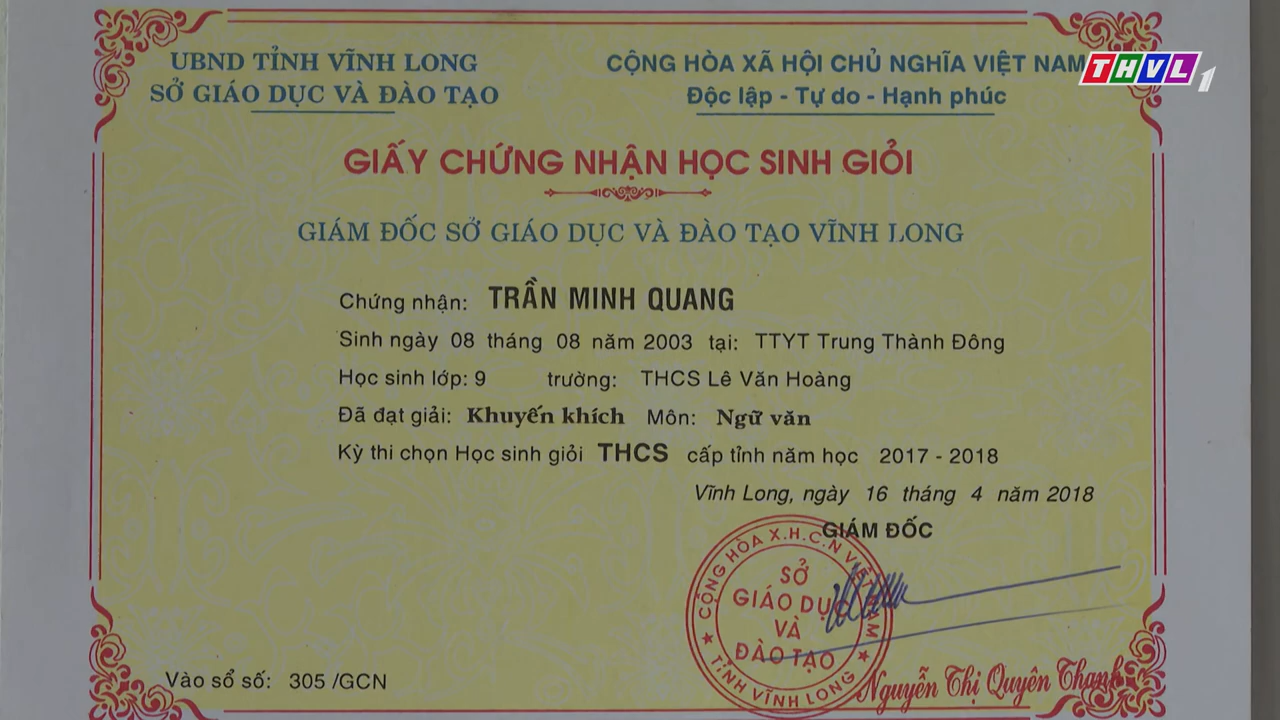 UBND TỈNH VĨNH LONG
SỞ GIÁO DỤC VÀ ĐÀO TẠO
CỘNG HÒA XÃ HỘI CHỦ NGHĨA VIỆT NAM
Độc lập - Tự do - Hạnh phúc
THVL1
GIẤY CHỨNG NHẬN HỌC SINH GIỎI
GIÁM ĐỐC SỞ GIÁO DỤC VÀ ĐÀO TẠO VĨNH LONG
Chứng nhận: TRẦN MINH QUANG
Sinh ngày 08 tháng 08 năm 2003 tại: TTYT Trung Thành Đông
Học sinh lớp: 9 trường: THCS Lê Văn Hoàng
Đã đạt giải: Khuyến khích Môn: Ngữ văn
Kỳ thi chọn Học sinh giỏi THCS cấp tỉnh năm học 2017 - 2018
Vĩnh Long, ngày 16 tháng 4 năm 2018
GIÁM ĐỐC
CỘNG HÒA X.H.C.N VIỆT NAM
SỞ
GIÁO DỤC
VÀ
ĐÀO TẠO
TỈNH VĨNH LONG
Nguyễn Thị Quyên Thanh
Vào sổ số: 305 /GCN